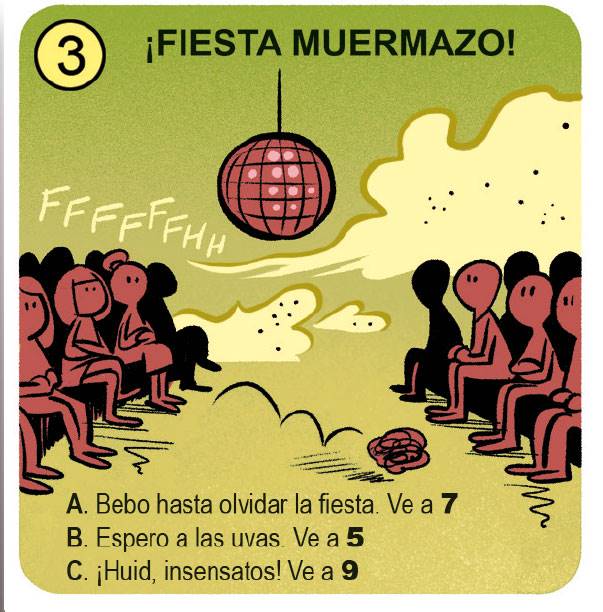 3
¡FIESTA MUERMAZO!
FFFFFFHH
A. Bebo hasta olvidar la fiesta. Ve a 7
B. Espero a las uvas. Ve a 5
C. ¡Huid, insensatos! Ve a 9